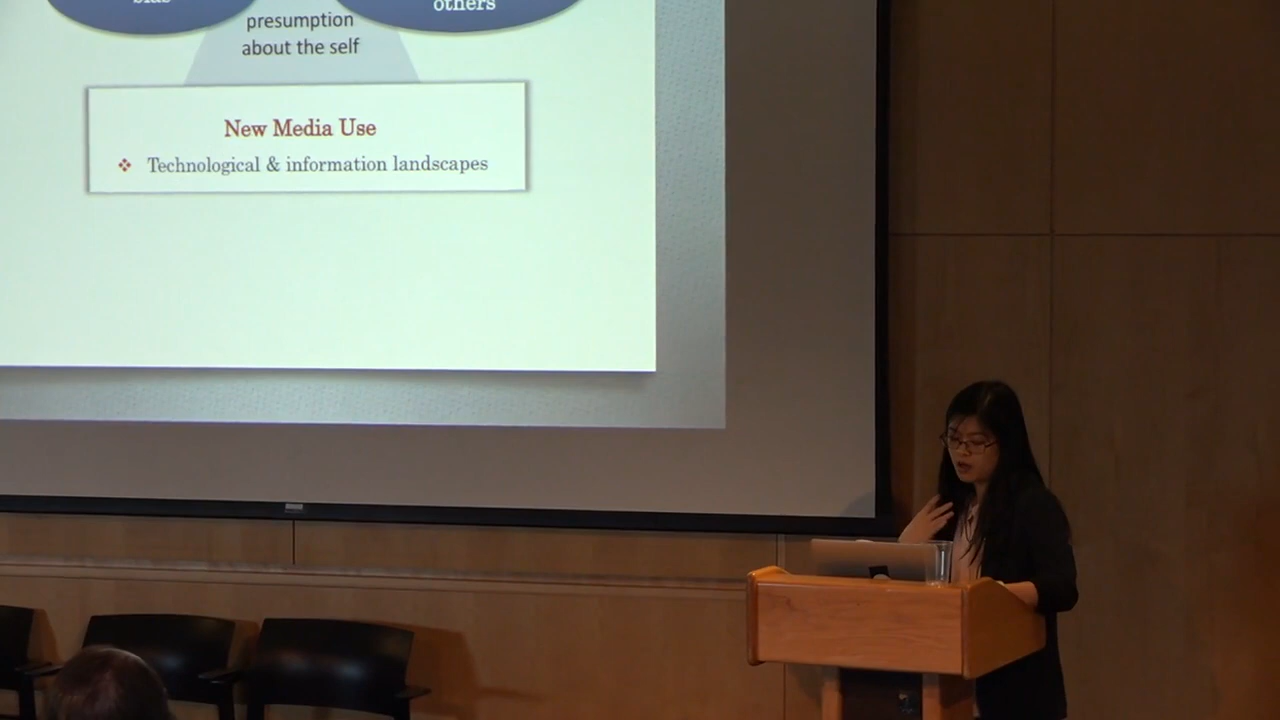 bias
others
presumption
about the self
New Media Use
❖ Technological & information landscapes